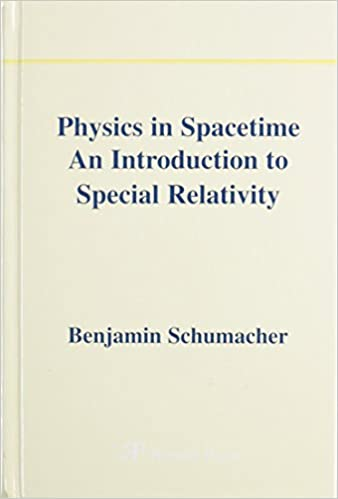 Physics in Spacetime
An Introduction to
Special Relativity
Benjamin Schumacher